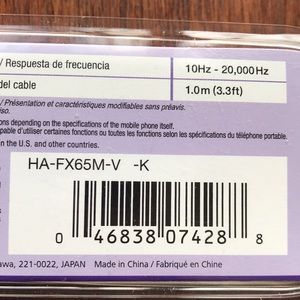 / Respuesta de frecuencia 10Hz - 20,000Hz
del cable 1.0m (3.3ft)
/ Présentation et caractéristiques modifiables sans préavis.
iso.
ions depending on the specifications of the mobile phone itself.
capable d'utiliser certaines fonctions ou toutes les fonctions selon les spécifications du téléphone portable.
in the U.S. and other countries.
HA-FX65M-V -K
0 46838 07428 8
awa, 221-0022, JAPAN Made in China / Fabriqué en Chine